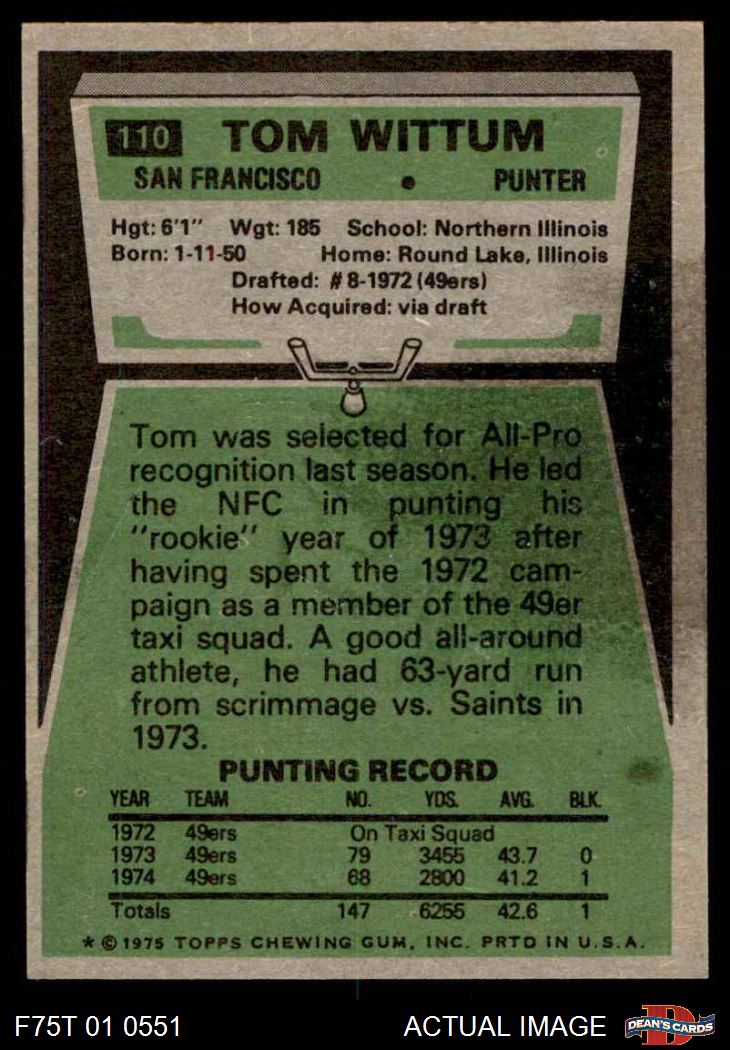 110 TOM WITTUM
SAN FRANCISCO • PUNTER
Hgt: 6'1" Wgt: 185 School: Northern Illinois
Born: 1-11-50 Home: Round Lake, Illinois
Drafted: #8-1972 (49ers)
How Acquired: via draft
Tom was selected for All-Pro
recognition last season. He led
the NFC in punting his
"rookie" year of 1973 after
having spent the 1972 cam-
paign as a member of the 49er
taxi squad. A good all-around
athlete, he had 63-yard run
from scrimmage vs. Saints in
1973.
PUNTING RECORD
YEAR TEAM NO. YDS. AVG. BLK.
1972 49ers On Taxi Squad
1973 49ers 79 3455 43.7 0
1974 49ers 68 2800 41.2 1
Totals 147 6255 42.6 1
* © 1975 TOPPS CHEWING GUM, INC. PRTD IN U.S.A.
F75T 01 0551 ACTUAL IMAGE D DEAN'S CARDS